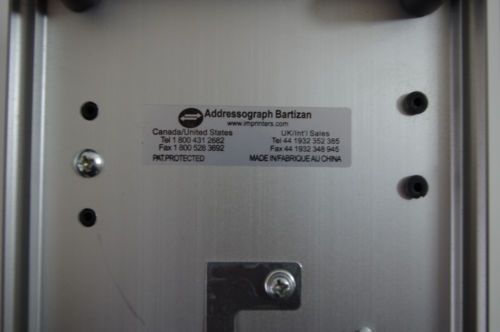 Addressograph Bartizan
www.imprinters.com
Canada/United States
Tel 1 800 431 2682
Fax 1 800 528 3692
PAT.PROTECTED
UK/Int'l Sales
Tel 44 1932 352 385
Fax 44 1932 348 945
MADE IN/FABRIQUE AU CHINA